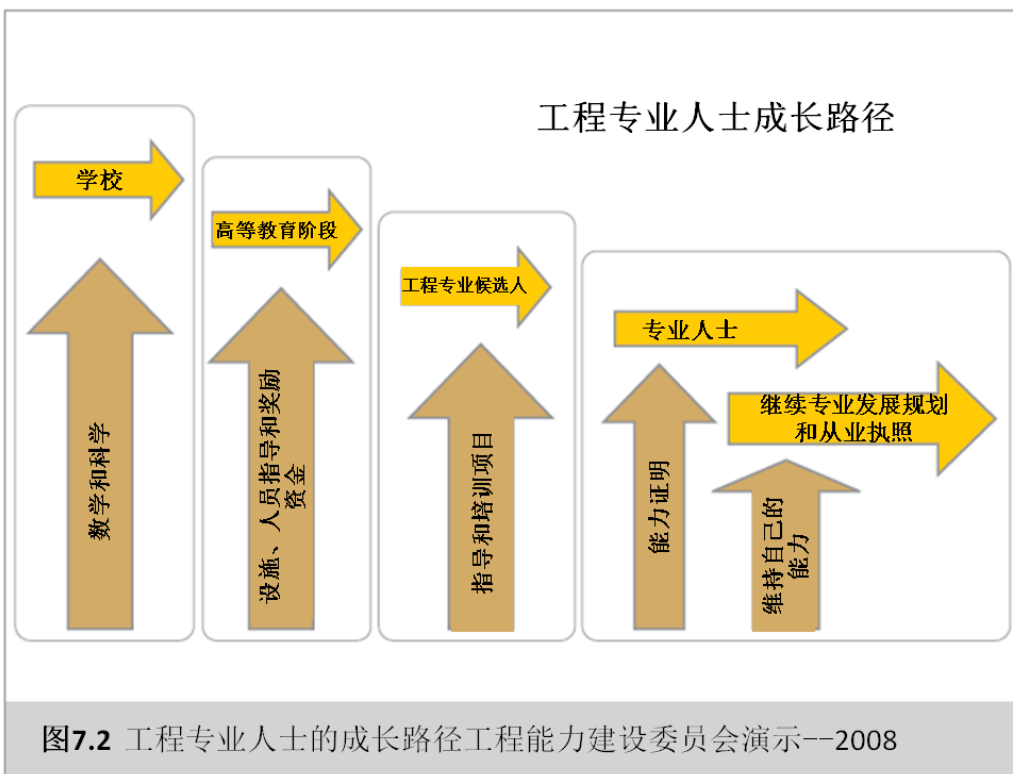 工程专业人士成长路径
学校
数学和科学
高等教育阶段
设施、人员指导和奖励
资金
工程专业候选人
指导和培训项目
专业人士
能力证明
继续专业发展规划
和从业执照
维持自己的
能力
图7.2 工程专业人士的成长路径工程能力建设委员会演示--2008